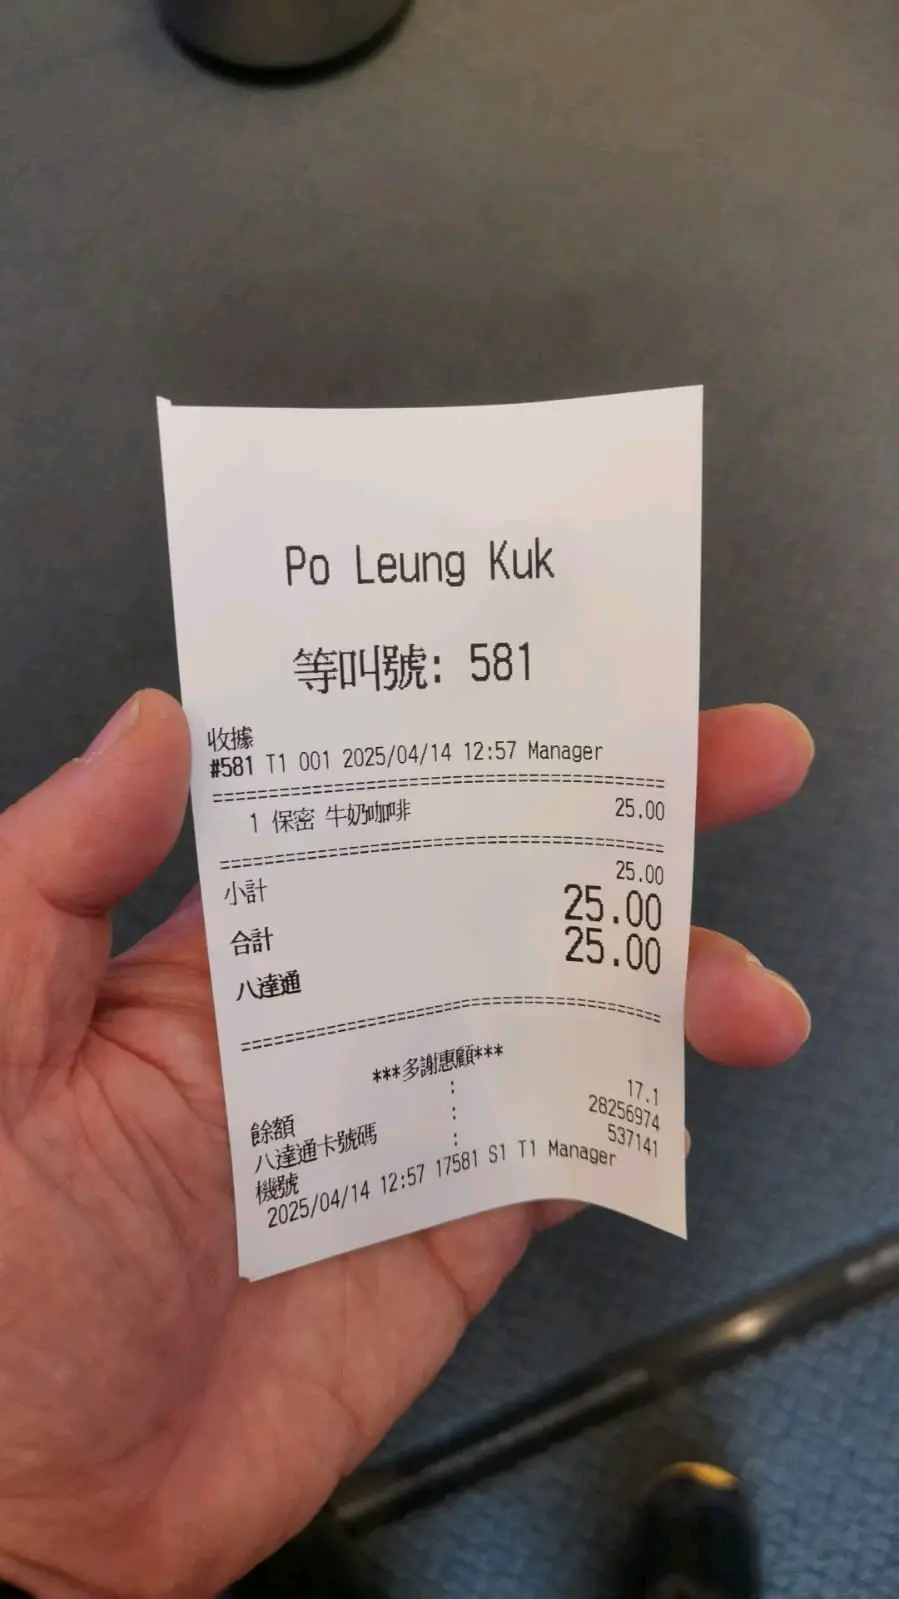 Po Leung Kuk
等叫號: 581
收據
#581 T1 001 2025/04/14 12:57 Manager
1 保密 牛奶咖啡 25.00
小計 25.00
合計 25.00
八達通 25.00
***多謝惠顧***
餘額 : 17.1
八達通卡號碼 : 28256974
機號 : 537141
2025/04/14 12:57 17581 S1 T1 Manager